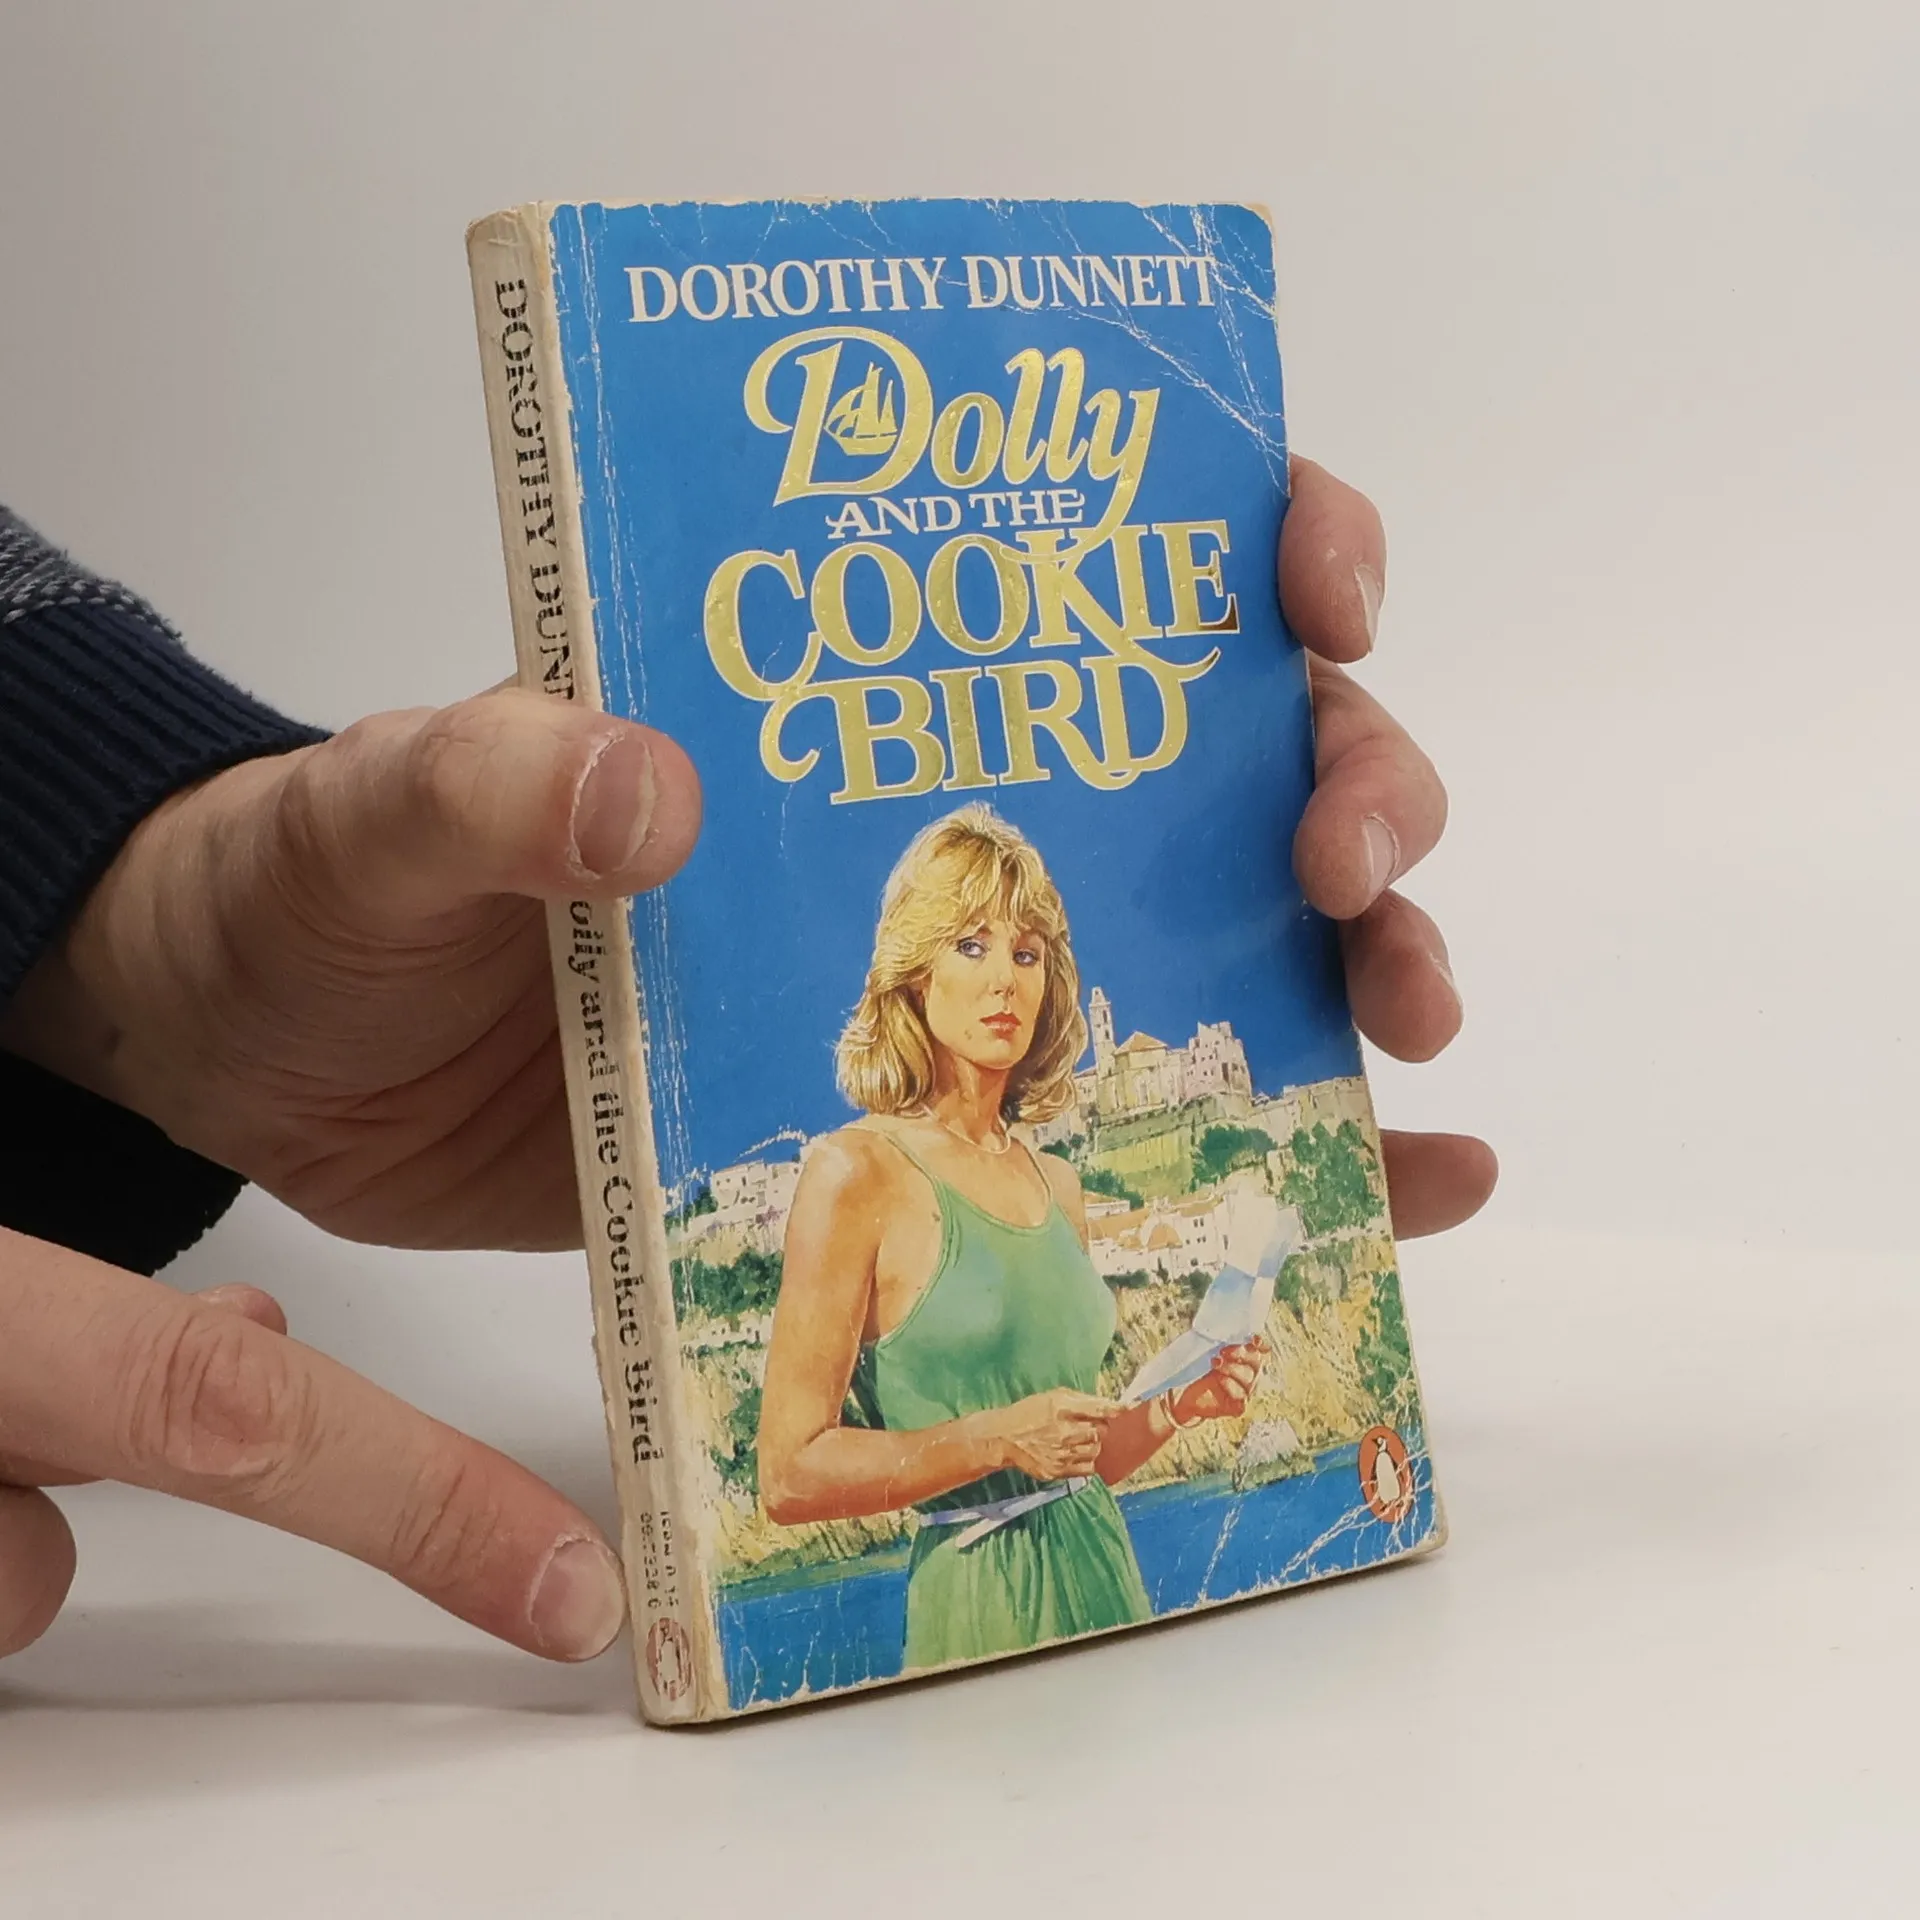 DOROTHY DUNNETT
Dolly
AND THE
COOKIE
BIRD
DOROTHY DUNN
olly and the Cookie Bird